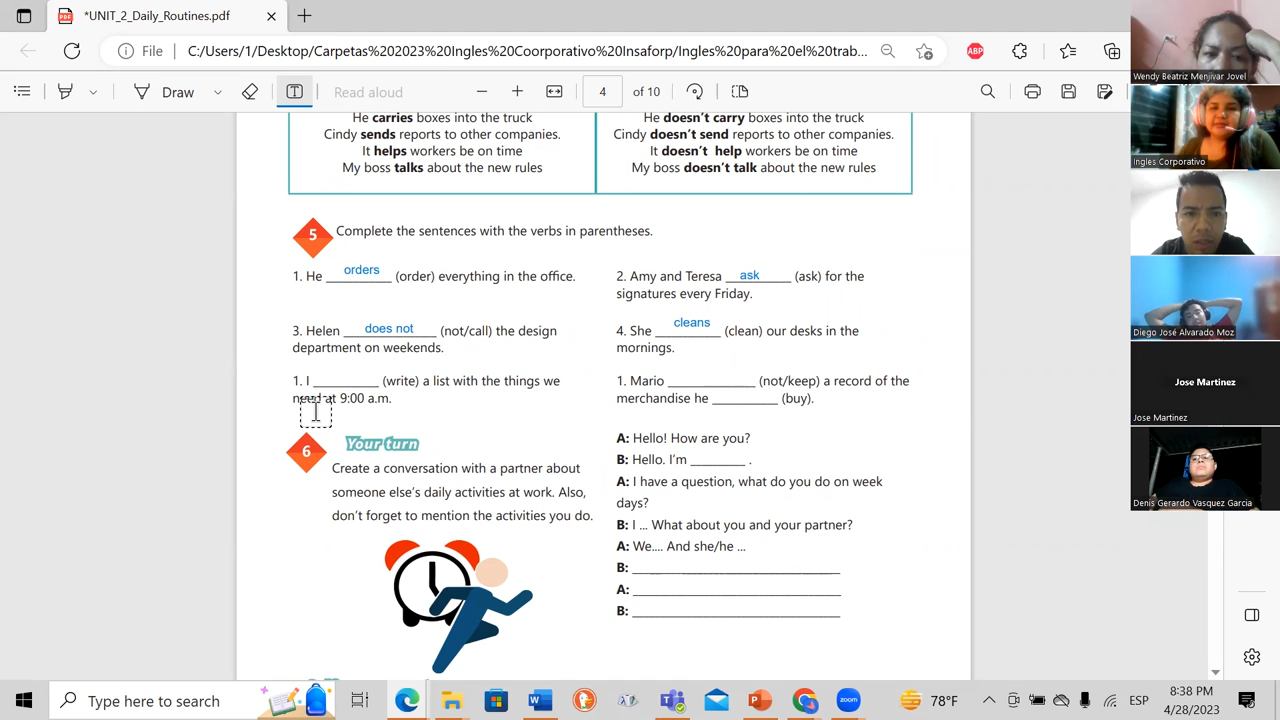 *UNIT_2_Daily_Routines.pdf
File
C:/Users/1/Desktop/Carpetas%202023%20Ingles%20Coorporativo%20Insaforp/Ingles%20para%20el%20trab...
ABP
Draw
Read aloud
4 of 10
He carries boxes into the truck
Cindy sends reports to other companies.
It helps workers be on time
My boss talks about the new rules
He doesn't carry boxes into the truck
Cindy doesn't send reports to other companies.
It doesn't help workers be on time
My boss doesn't talk about the new rules
5 Complete the sentences with the verbs in parentheses.
1. He orders (order) everything in the office.
2. Amy and Teresa ask (ask) for the
signatures every Friday.
3. Helen does not (not/call) the design
department on weekends.
4. She cleans (clean) our desks in the
mornings.
1. I __________ (write) a list with the things we
need at 9:00 a.m.
1. Mario _____________ (not/keep) a record of the
merchandise he __________ (buy).
6 Your turn
Create a conversation with a partner about
someone else's daily activities at work. Also,
don't forget to mention the activities you do.
A: Hello! How are you?
B: Hello. I'm ________ .
A: I have a question, what do you do on week
days?
B: I ... What about you and your partner?
A: We.... And she/he ...
B: ________________________________
A: ________________________________
B: ________________________________
Wendy Beatriz Menjivar Jovel
Ingles Corporativo
Diego José Alvarado Moz
Jose Martinez
Jose Martinez
Denis Gerardo Vasquez Garcia
Type here to search
zoom
78°F
ESP
8:38 PM
4/28/2023